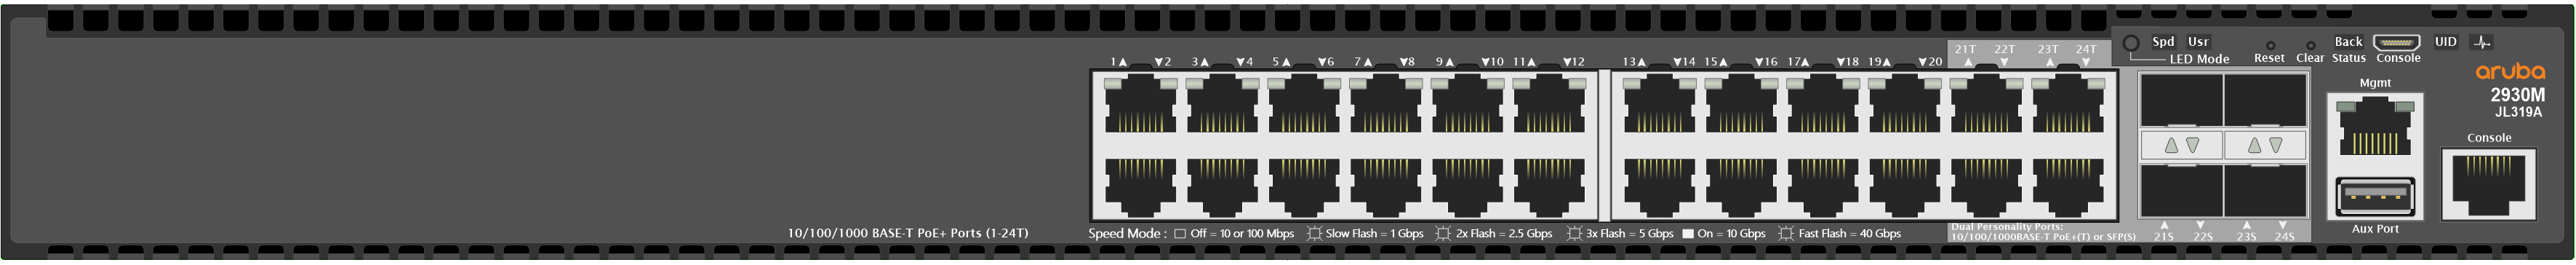 1▲ ▼2 3▲ ▼4 5▲ ▼6 7▲ ▼8 9▲ ▼10 11▲ ▼12 13▲ ▼14 15▲ ▼16 17▲ ▼18 19▲ ▼20
21T 22T 23T 24T
▲ ▼ ▲ ▼
Spd Usr
LED Mode
Reset Clear
Back
Status
Console
UID
aruba
2930M
JL319A
Mgmt
Console
Aux Port
10/100/1000 BASE-T PoE+ Ports (1-24T)
Speed Mode : Off = 10 or 100 Mbps Slow Flash = 1 Gbps 2x Flash = 2.5 Gbps 3x Flash = 5 Gbps On = 10 Gbps Fast Flash = 40 Gbps
Dual Personality Ports:
10/100/1000BASE-T PoE+(T) or SFP(S)
▲ ▼ ▲ ▼
21S 22S 23S 24S